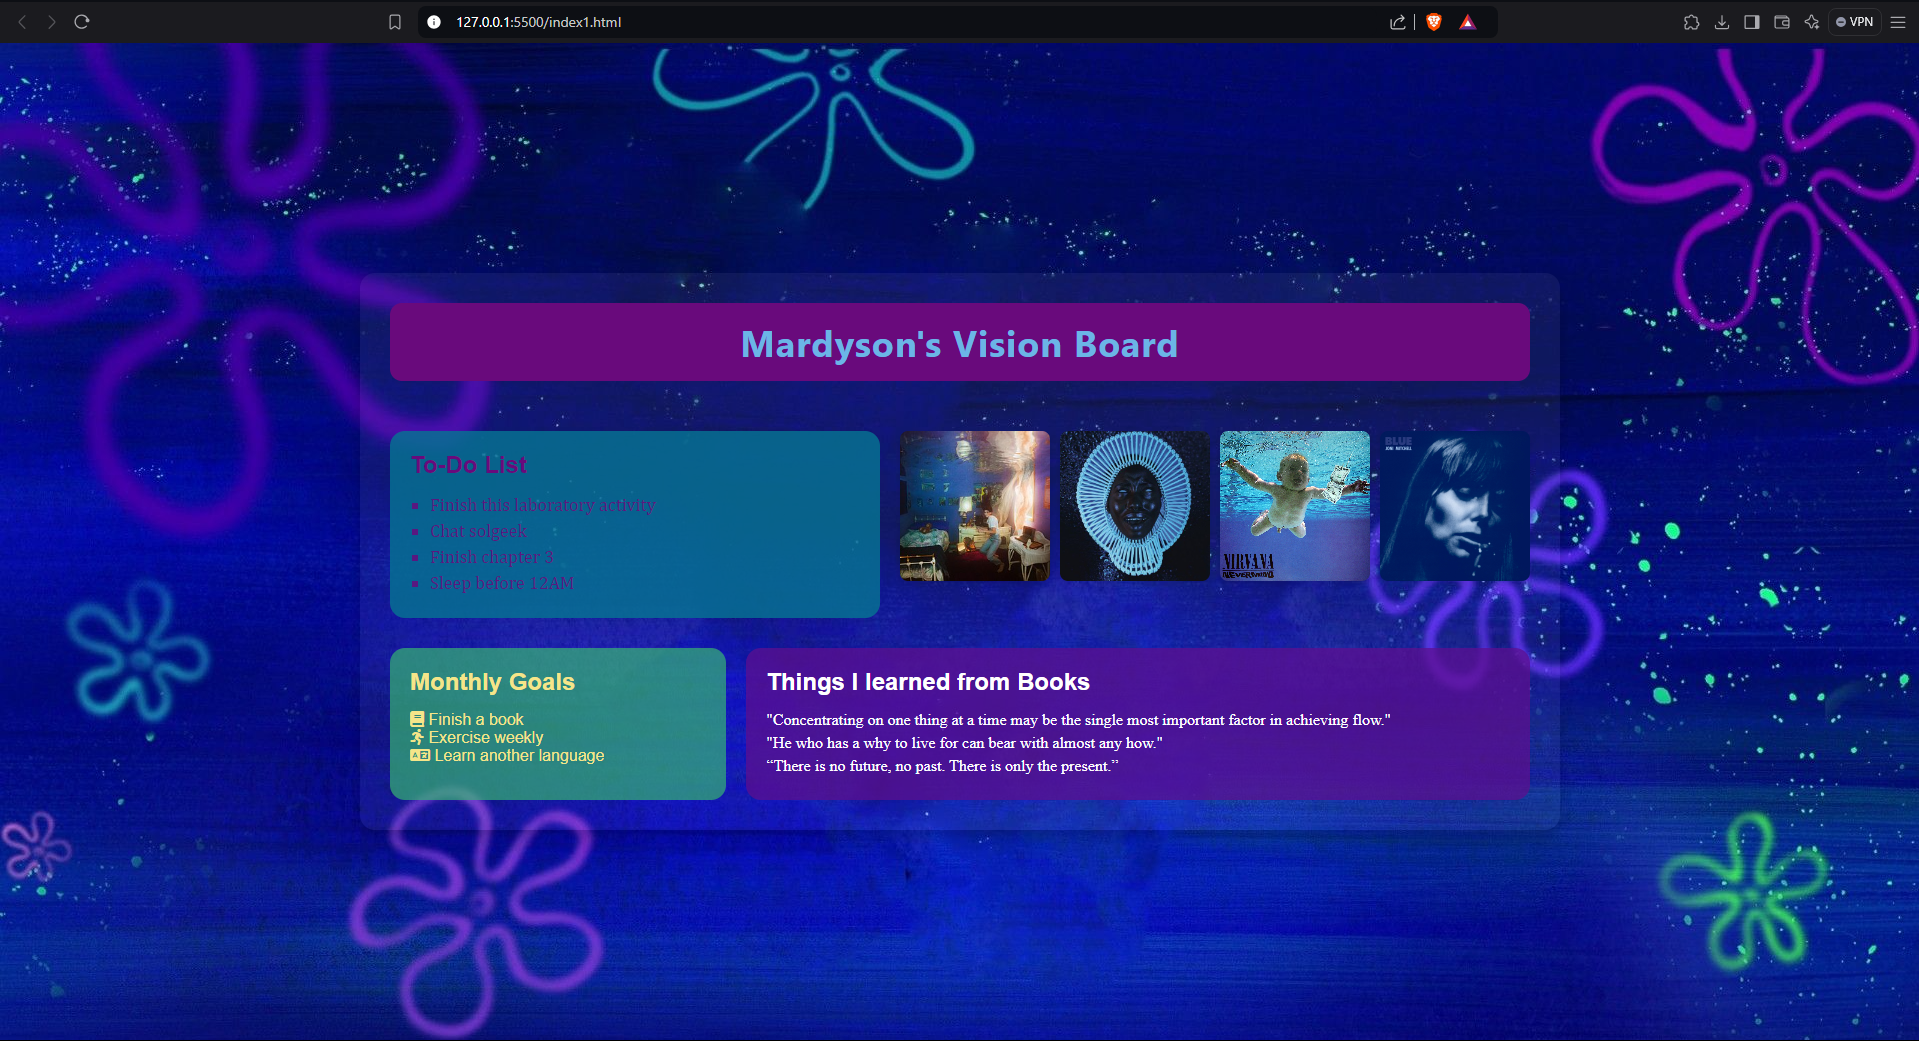 127.0.0.1:5500/index1.html
VPN
Mardyson's Vision Board
To-Do List
Finish this laboratory activity
Chat solgeek
Finish chapter 3
Sleep before 12AM
NIRVANA
NEVERMIND
BLUE
JONI MITCHELL
Monthly Goals
Finish a book
Exercise weekly
Learn another language
Things I learned from Books
"Concentrating on one thing at a time may be the single most important factor in achieving flow."
"He who has a why to live for can bear with almost any how."
“There is no future, no past. There is only the present.”